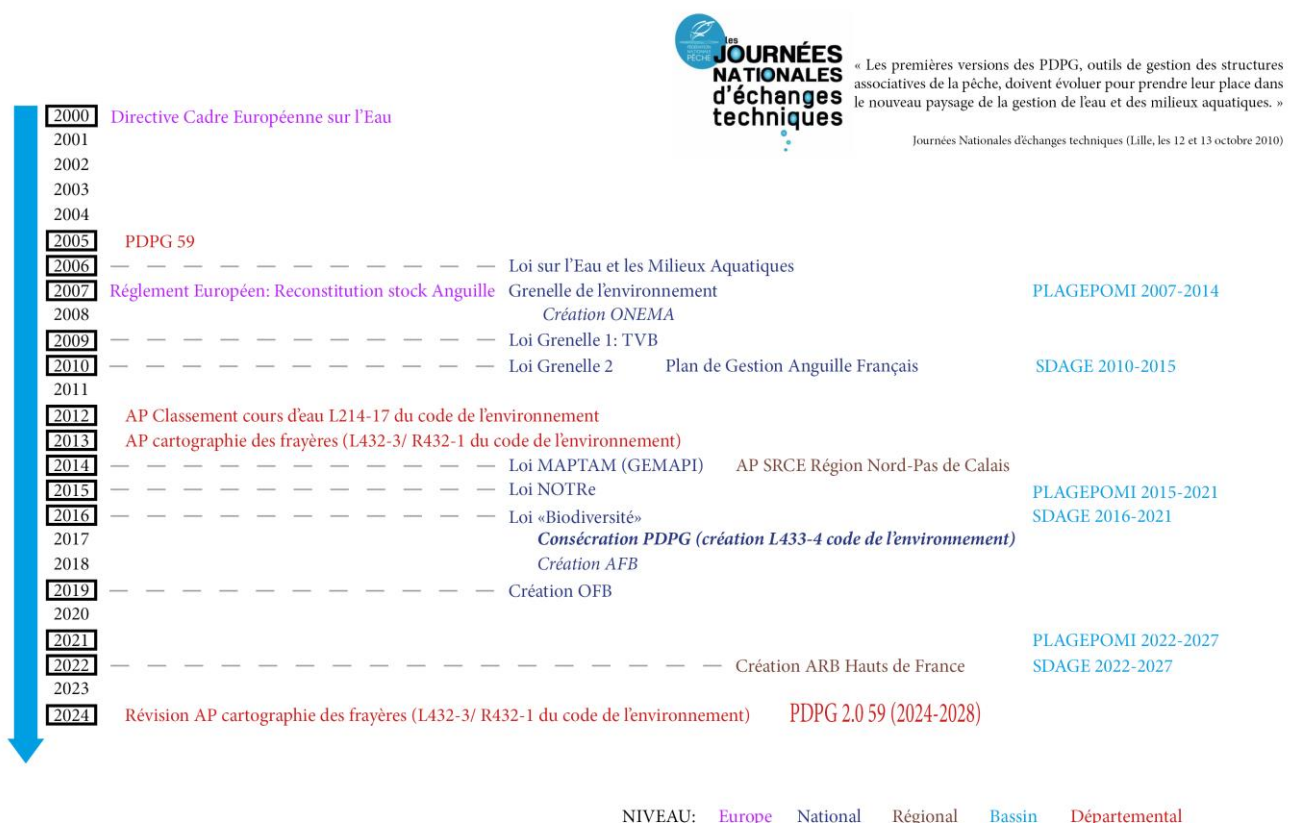 les
JOURNÉES
NATIONALES
d'échanges
techniques
PÊCHE
« Les premières versions des PDPG, outils de gestion des structures
associatives de la pêche, doivent évoluer pour prendre leur place dans
le nouveau paysage de la gestion de l'eau et des milieux aquatiques. »
Journées Nationales d'échanges techniques (Lille, les 12 et 13 octobre 2010)
2000 Directive Cadre Européenne sur l'Eau
2001
2002
2003
2004
2005 PDPG 59
2006 Loi sur l'Eau et les Milieux Aquatiques
2007 Réglement Européen: Reconstitution stock Anguille Grenelle de l'environnement PLAGEPOMI 2007-2014
2008 Création ONEMA
2009 Loi Grenelle 1: TVB
2010 Loi Grenelle 2 Plan de Gestion Anguille Français SDAGE 2010-2015
2011
2012 AP Classement cours d'eau L214-17 du code de l'environnement
2013 AP cartographie des frayères (L432-3/ R432-1 du code de l'environnement)
2014 Loi MAPTAM (GEMAPI) AP SRCE Région Nord-Pas de Calais
2015 Loi NOTRe PLAGEPOMI 2015-2021
2016 Loi «Biodiversité» SDAGE 2016-2021
2017 Consécration PDPG (création L433-4 code de l'environnement)
2018 Création AFB
2019 Création OFB
2020
2021 PLAGEPOMI 2022-2027
2022 Création ARB Hauts de France SDAGE 2022-2027
2023
2024 Révision AP cartographie des frayères (L432-3/ R432-1 du code de l'environnement) PDPG 2.0 59 (2024-2028)
NIVEAU: Europe National Régional Bassin Départemental